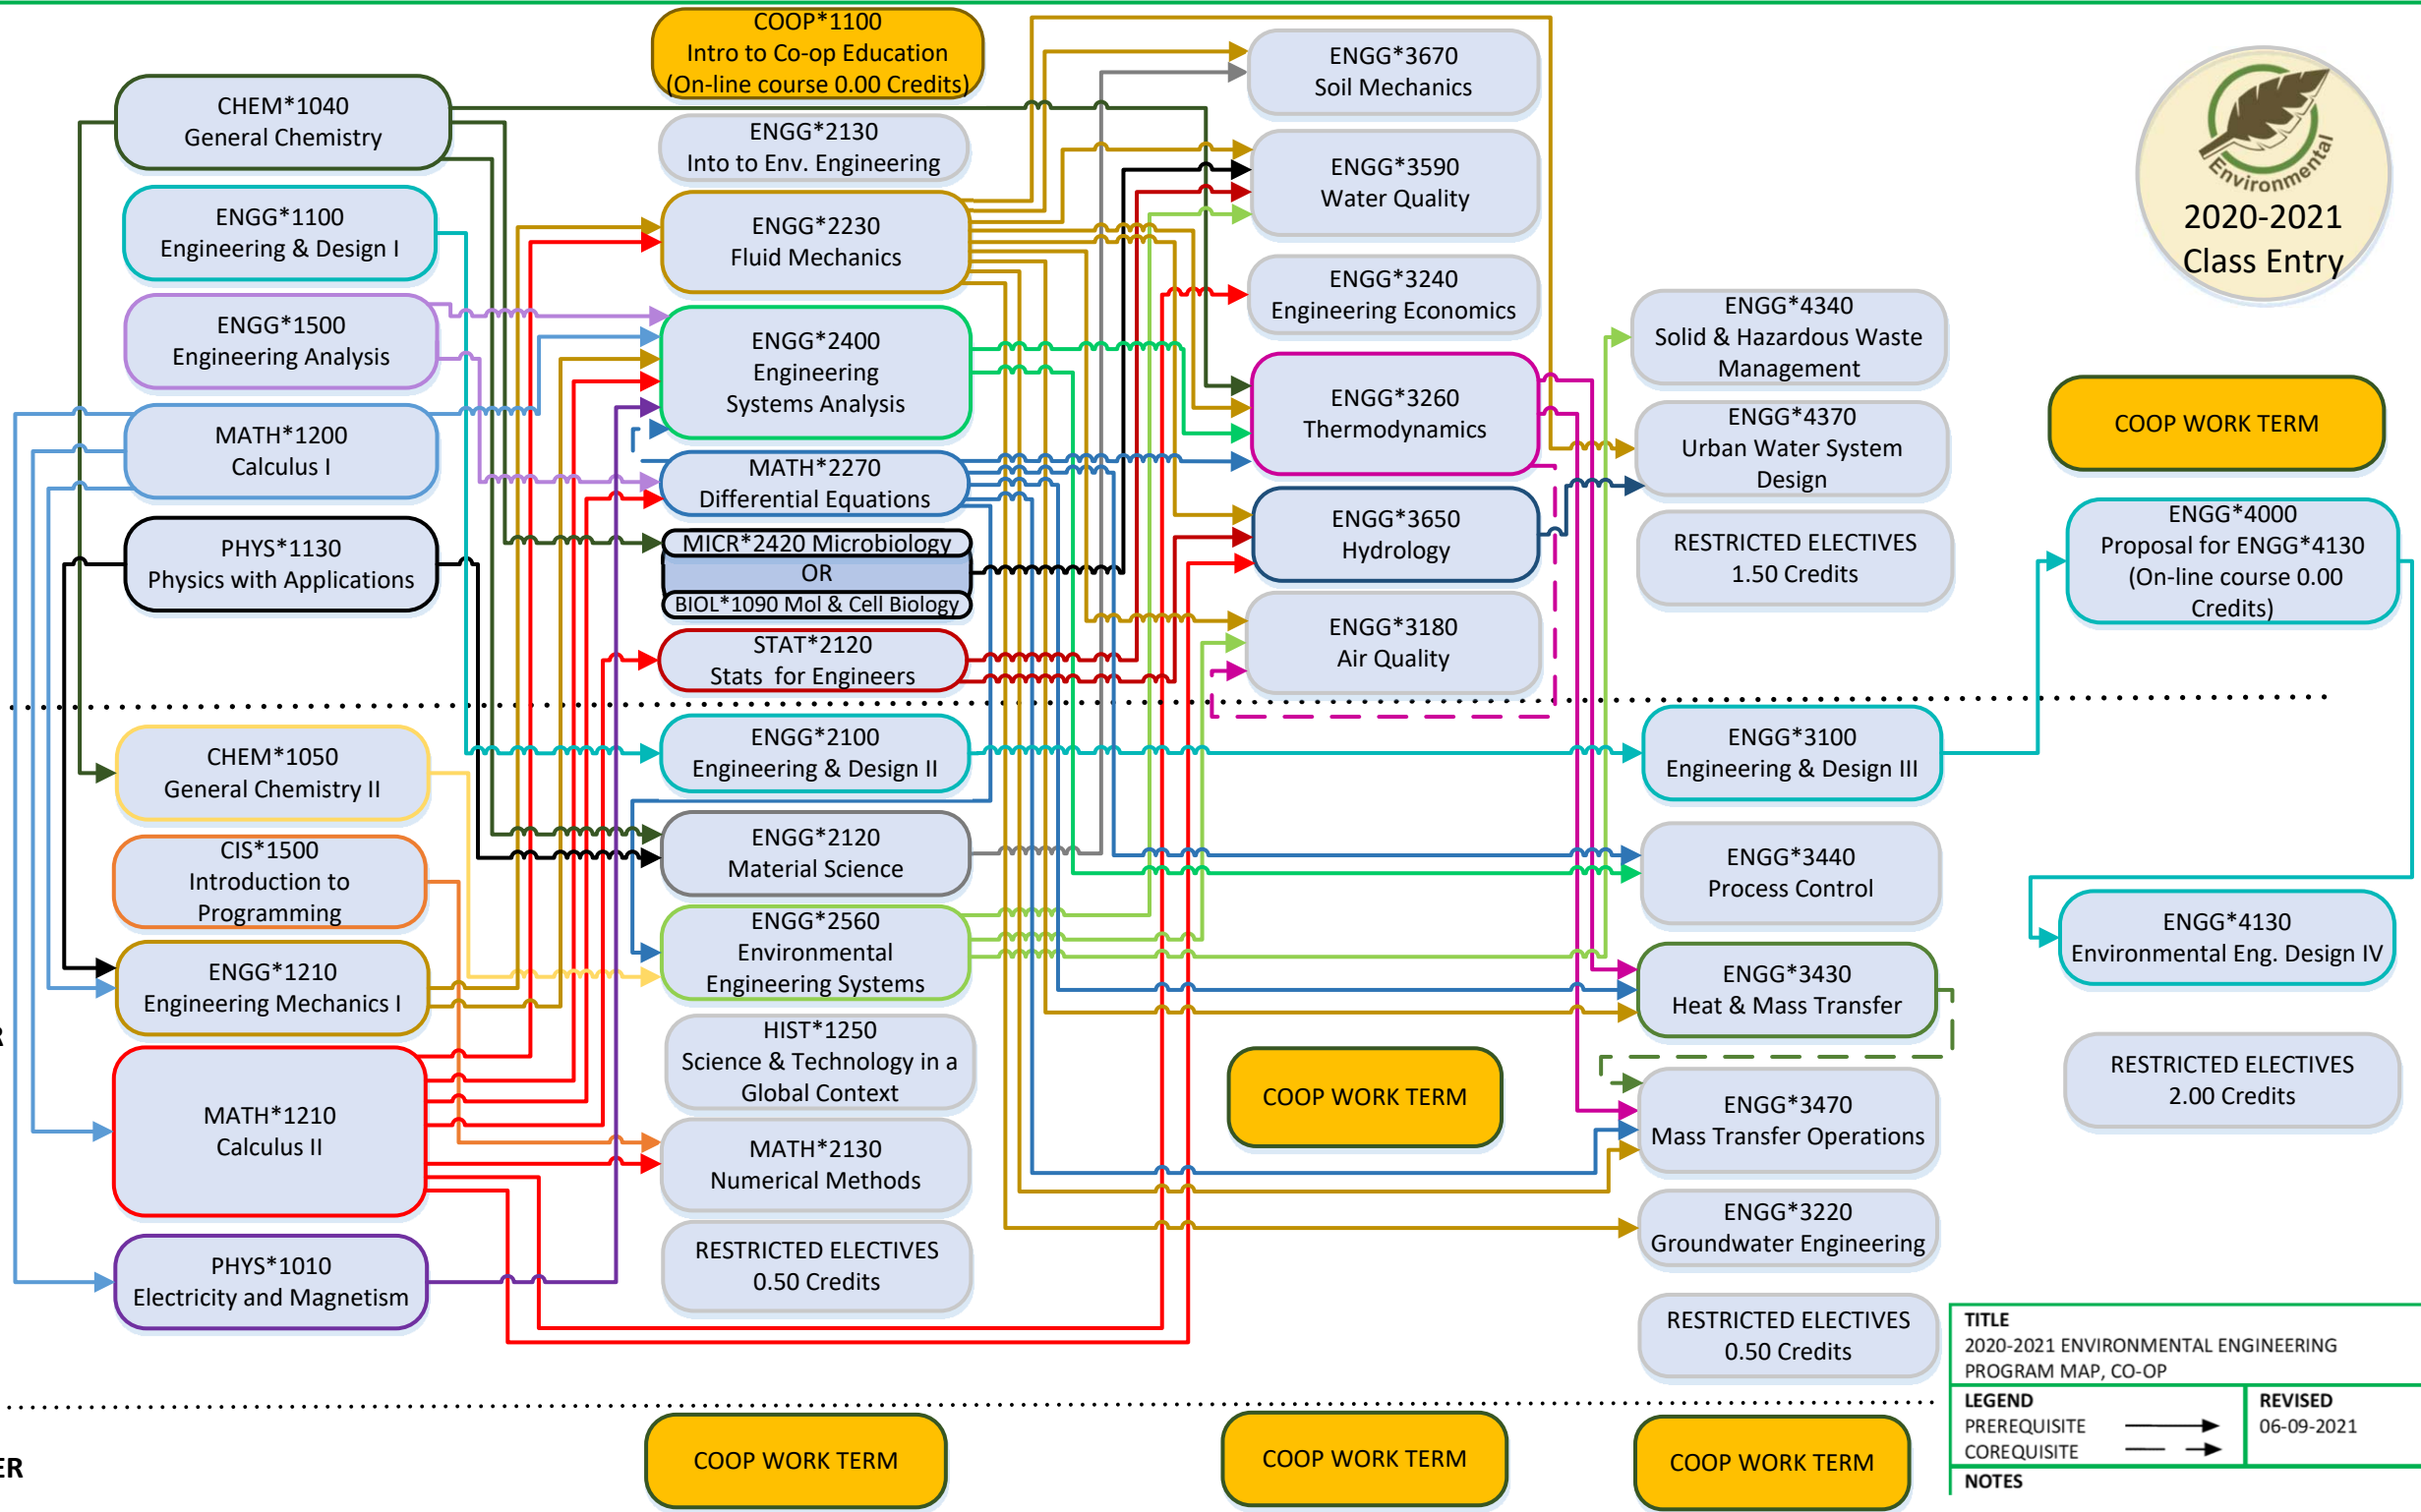 COOP*1100
Intro to Co-op Education
(On-line course 0.00 Credits)
CHEM*1040
General Chemistry
ENGG*1100
Engineering & Design I
ENGG*1500
Engineering Analysis
MATH*1200
Calculus I
PHYS*1130
Physics with Applications
CHEM*1050
General Chemistry II
CIS*1500
Introduction to
Programming
ENGG*1210
Engineering Mechanics I
R
MATH*1210
Calculus II
PHYS*1010
Electricity and Magnetism
ER
ENGG*2130
Into to Env. Engineering
ENGG*2230
Fluid Mechanics
ENGG*2400
Engineering
Systems Analysis
MATH*2270
Differential Equations
MICR*2420 Microbiology
OR
BIOL*1090 Mol & Cell Biology
STAT*2120
Stats for Engineers
ENGG*2100
Engineering & Design II
ENGG*2120
Material Science
ENGG*2560
Environmental
Engineering Systems
HIST*1250
Science & Technology in a
Global Context
MATH*2130
Numerical Methods
RESTRICTED ELECTIVES
0.50 Credits
COOP WORK TERM
ENGG*3670
Soil Mechanics
ENGG*3590
Water Quality
ENGG*3240
Engineering Economics
ENGG*3260
Thermodynamics
ENGG*3650
Hydrology
ENGG*3180
Air Quality
COOP WORK TERM
COOP WORK TERM
ENGG*4340
Solid & Hazardous Waste
Management
ENGG*4370
Urban Water System
Design
RESTRICTED ELECTIVES
1.50 Credits
ENGG*3100
Engineering & Design III
ENGG*3440
Process Control
ENGG*3430
Heat & Mass Transfer
ENGG*3470
Mass Transfer Operations
ENGG*3220
Groundwater Engineering
RESTRICTED ELECTIVES
0.50 Credits
COOP WORK TERM
Environmental
2020-2021
Class Entry
COOP WORK TERM
ENGG*4000
Proposal for ENGG*4130
(On-line course 0.00
Credits)
ENGG*4130
Environmental Eng. Design IV
RESTRICTED ELECTIVES
2.00 Credits
TITLE
2020-2021 ENVIRONMENTAL ENGINEERING
PROGRAM MAP, CO-OP
LEGEND
PREREQUISITE
COREQUISITE
REVISED
06-09-2021
NOTES